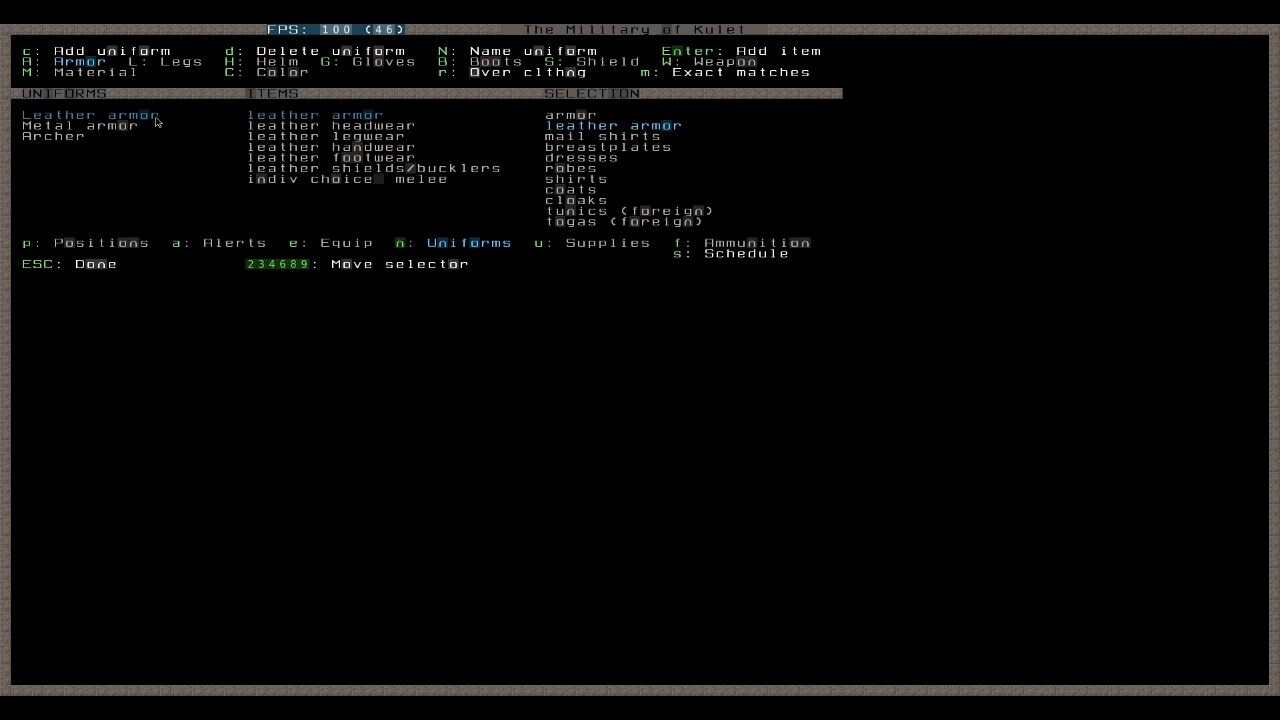 FPS: 100 (46) The Military of Kulet
c: Add uniform d: Delete uniform N: Name uniform Enter: Add item
A: Armor L: Legs H: Helm G: Gloves B: Boots S: Shield W: Weapon
M: Material C: Color r: Over clthng m: Exact matches
UNIFORMS ITEMS SELECTION
Leather armor leather armor armor
Metal armor leather headwear leather armor
Archer leather legwear mail shirts
leather handwear breastplates
leather footwear dresses
leather shields/bucklers robes
indiv choice, melee shirts
coats
cloaks
tunics (foreign)
togas (foreign)
p: Positions a: Alerts e: Equip n: Uniforms u: Supplies f: Ammunition
s: Schedule
ESC: Done 234689: Move selector